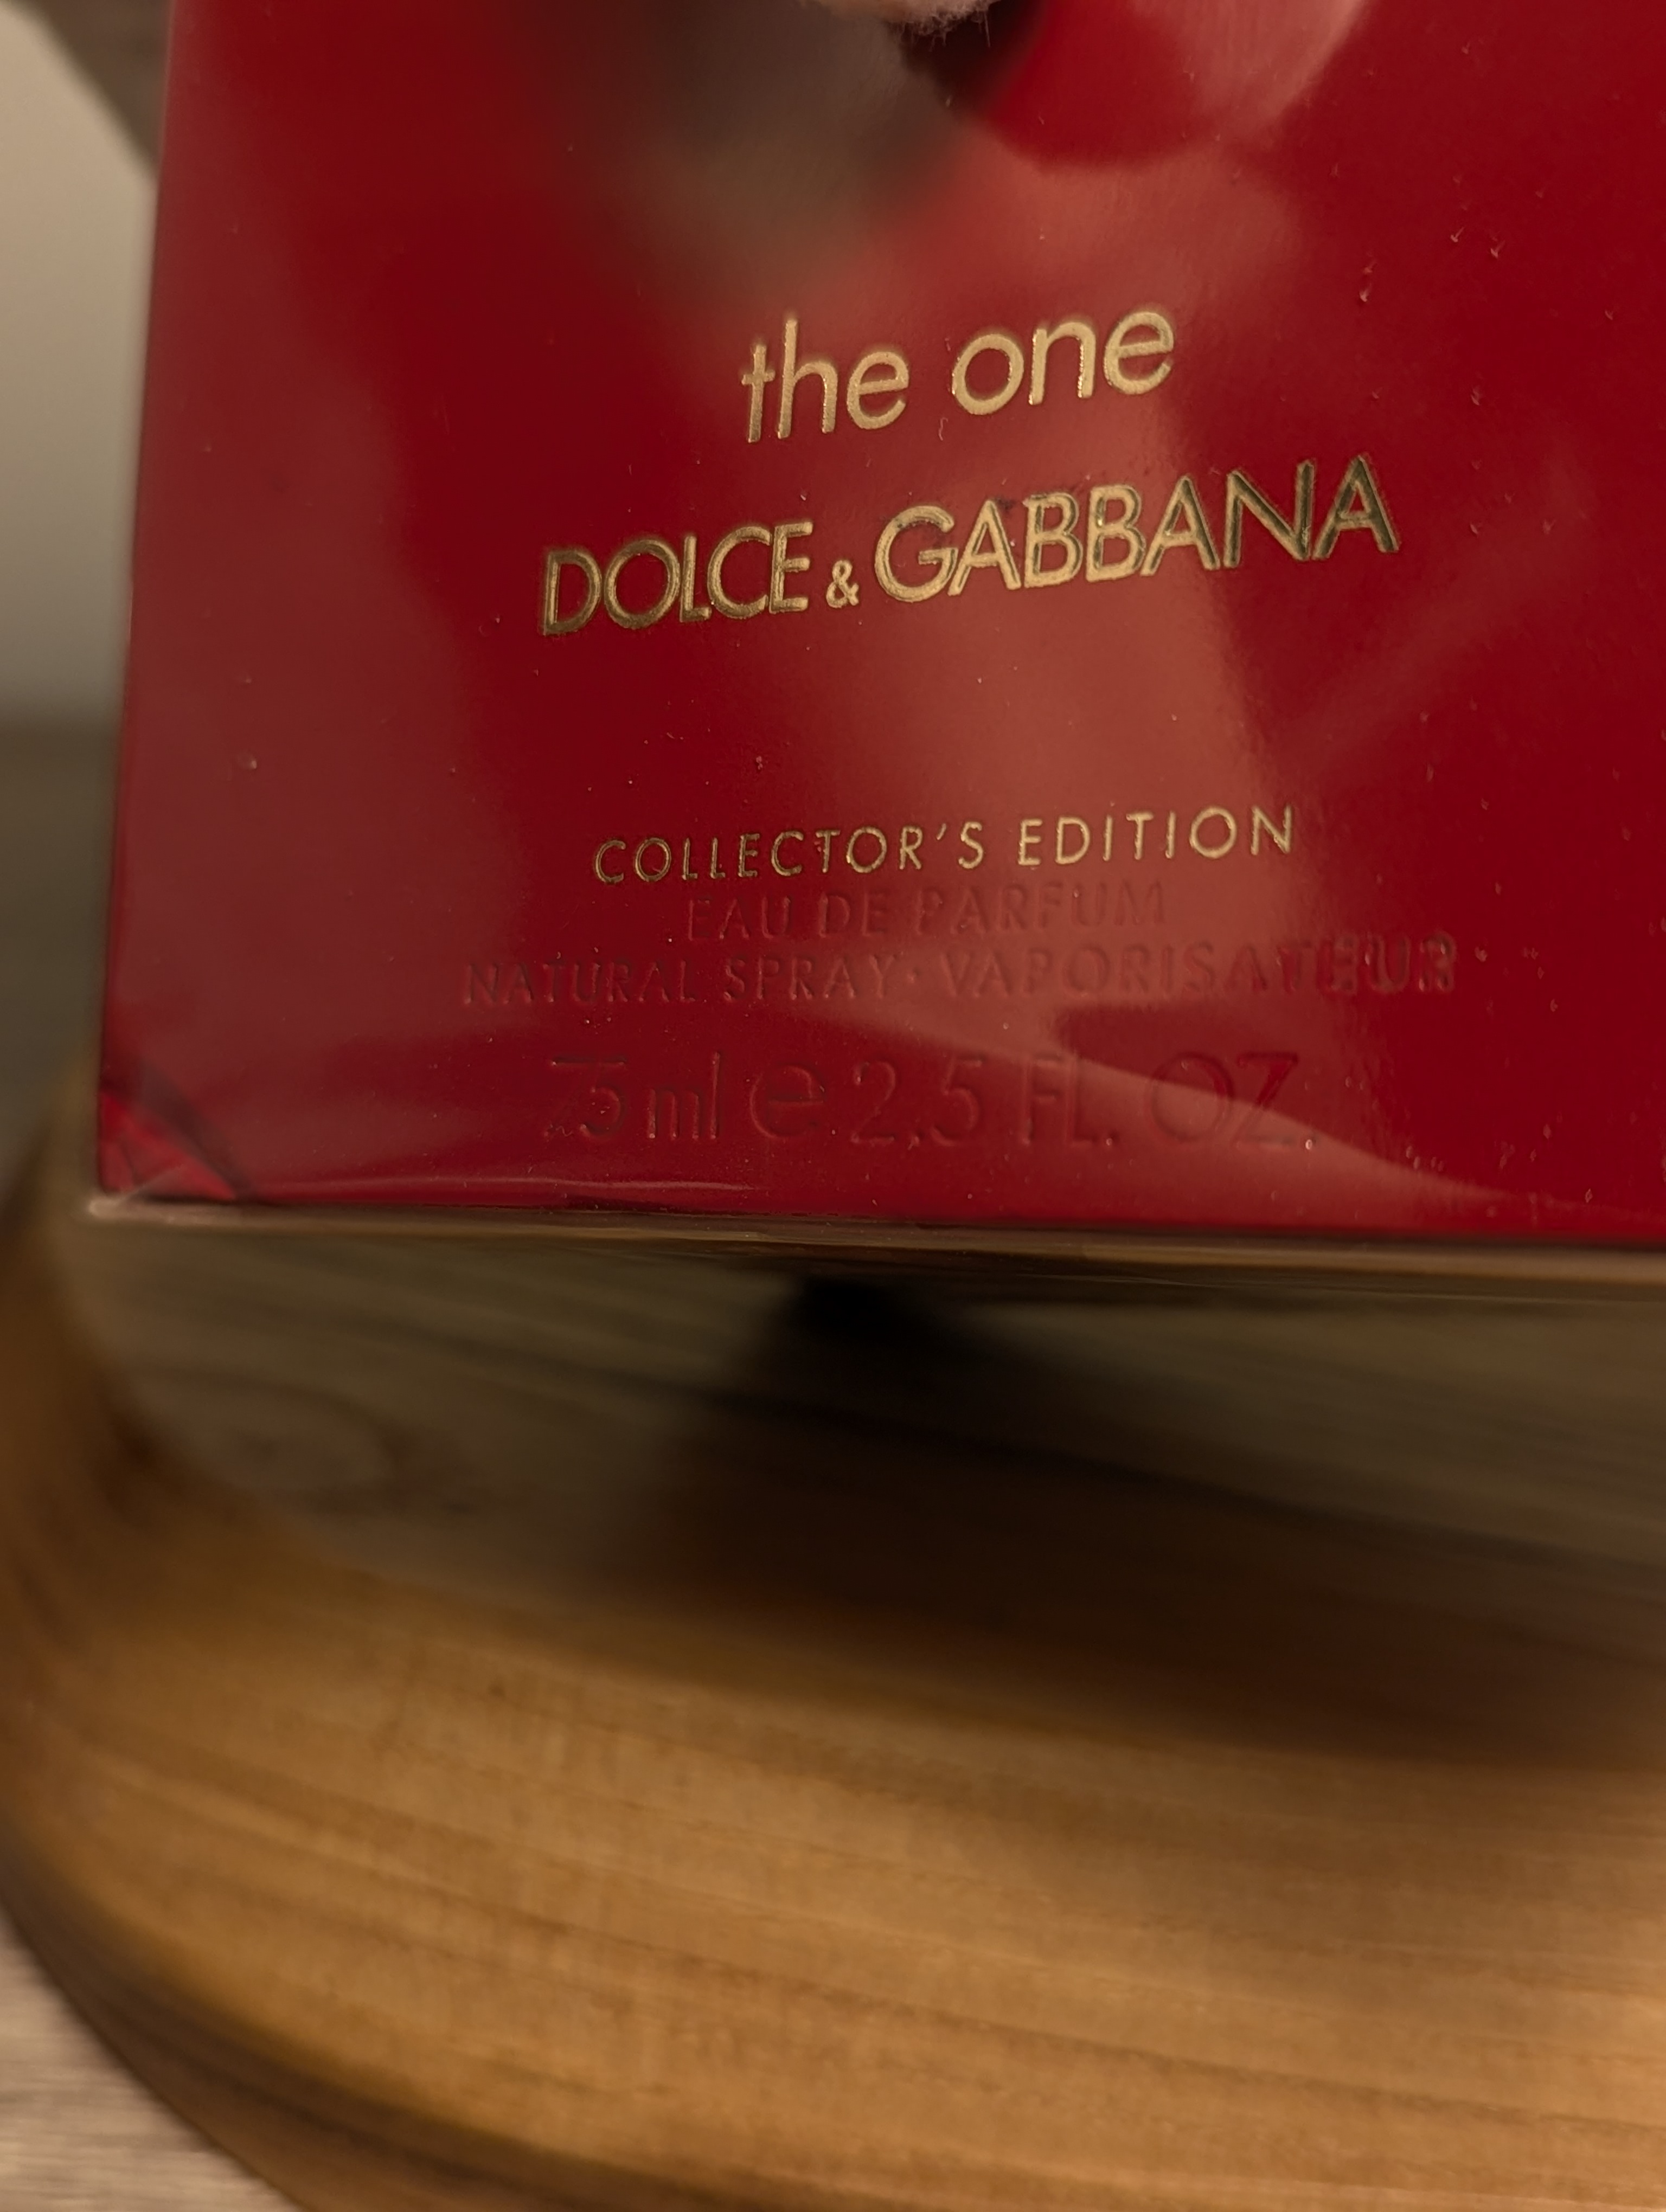 the one
DOLCE & GABBANA
COLLECTOR'S EDITION
EAU DE PARFUM
NATURAL SPRAY · VAPORISATEUR
75 ml e 2,5 FL. OZ.